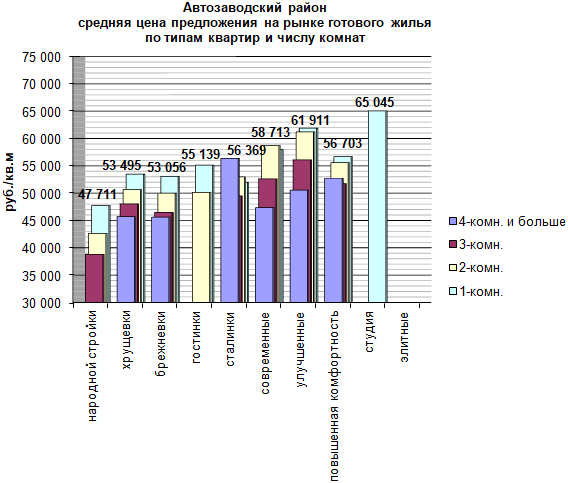 Автозаводский район
средняя цена предложения на рынке готового жилья
по типам квартир и числу комнат
75 000
70 000
65 000
60 000
55 000
50 000
45 000
40 000
35 000
30 000
руб./кв.м
47 711
53 495
53 056
55 139
56 369
58 713
61 911
56 703
65 045
народной стройки
хрущевки
брежневки
гостинки
сталинки
современные
улучшенные
повышенная комфортность
студия
элитные
4-комн. и больше
3-комн.
2-комн.
1-комн.